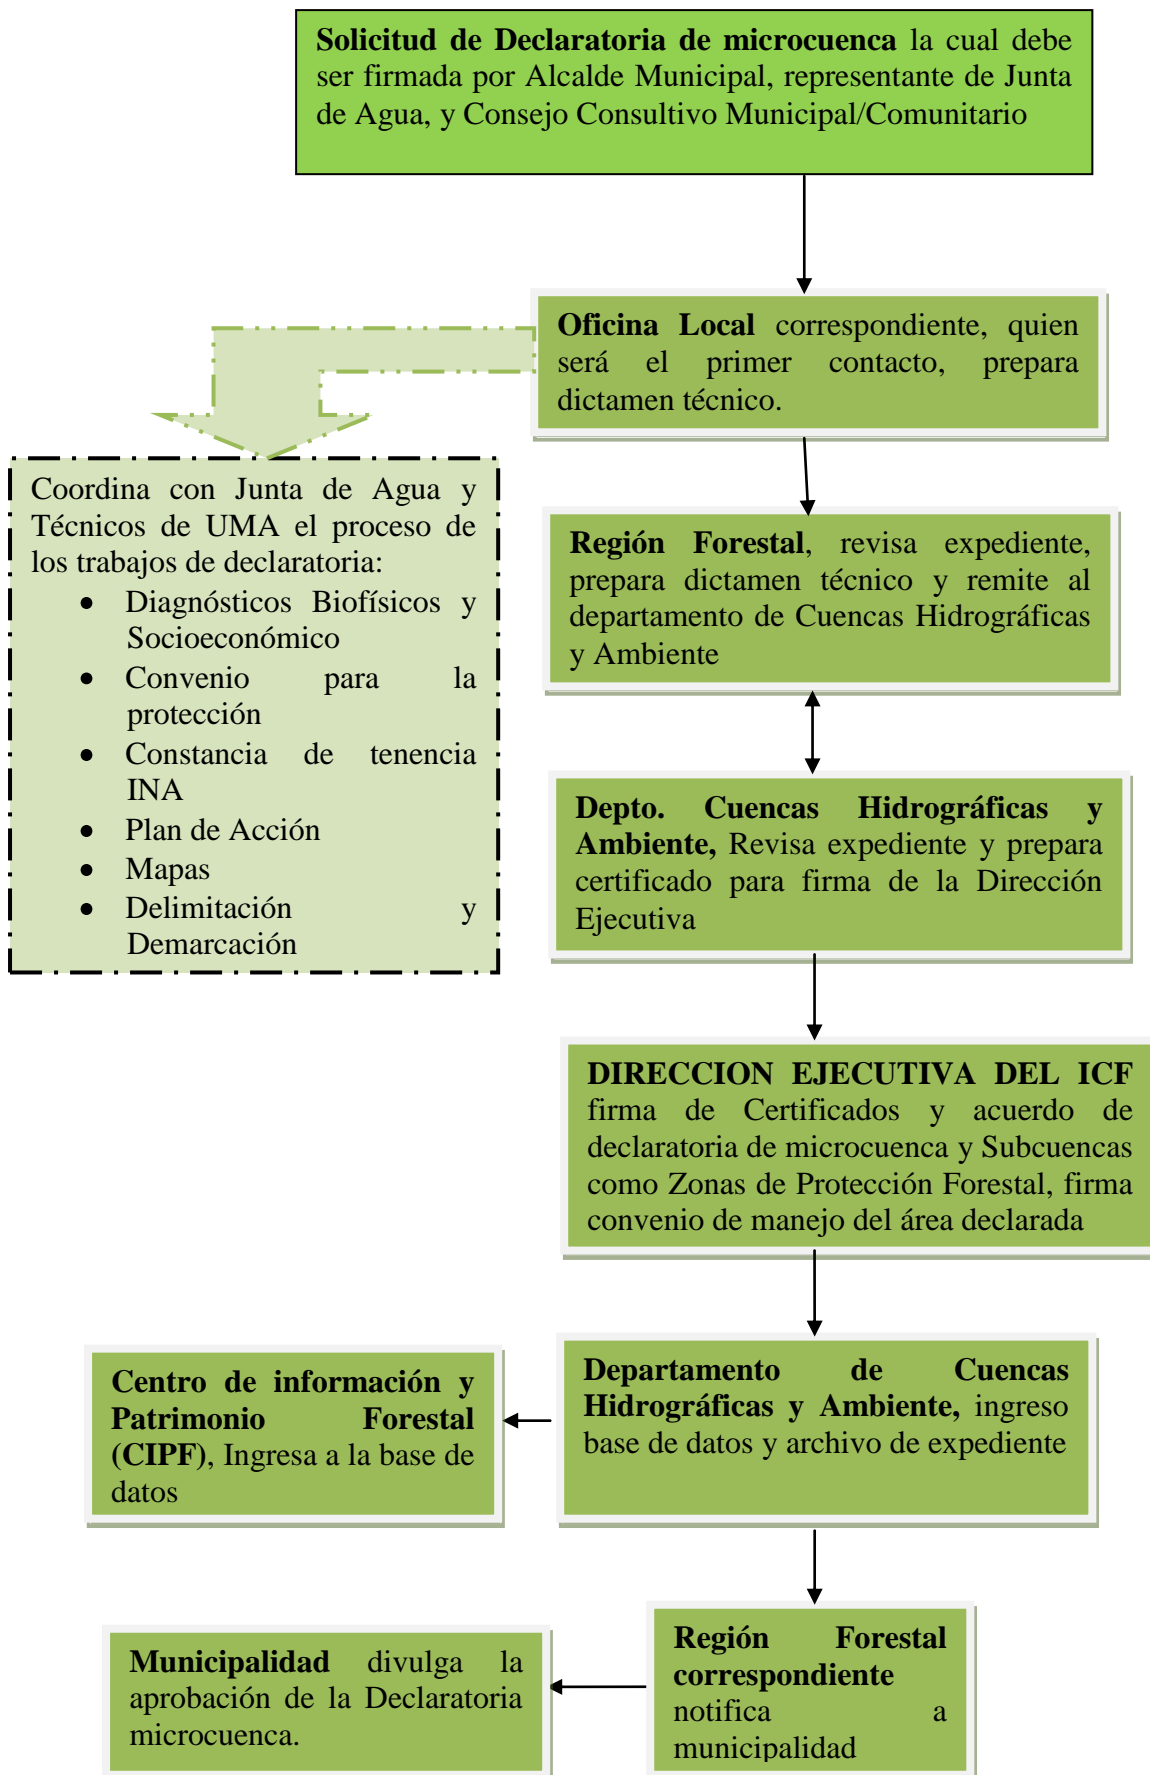 Solicitud de Declaratoria de microcuenca la cual debe
ser firmada por Alcalde Municipal, representante de Junta
de Agua, y Consejo Consultivo Municipal/Comunitario
Oficina Local correspondiente, quien
será el primer contacto, prepara
dictamen técnico.
Coordina con Junta de Agua y
Técnicos de UMA el proceso de
los trabajos de declaratoria:
• Diagnósticos Biofísicos y
Socioeconómico
• Convenio para la
protección
• Constancia de tenencia
INA
• Plan de Acción
• Mapas
• Delimitación y
Demarcación
Región Forestal, revisa expediente,
prepara dictamen técnico y remite al
departamento de Cuencas Hidrográficas
y Ambiente
Depto. Cuencas Hidrográficas y
Ambiente, Revisa expediente y prepara
certificado para firma de la Dirección
Ejecutiva
DIRECCION EJECUTIVA DEL ICF
firma de Certificados y acuerdo de
declaratoria de microcuenca y Subcuencas
como Zonas de Protección Forestal, firma
convenio de manejo del área declarada
Departamento de Cuencas
Hidrográficas y Ambiente, ingreso
base de datos y archivo de expediente
Centro de información y
Patrimonio Forestal
(CIPF), Ingresa a la base de
datos
Región Forestal
correspondiente
notifica a
municipalidad
Municipalidad divulga la
aprobación de la Declaratoria
microcuenca.